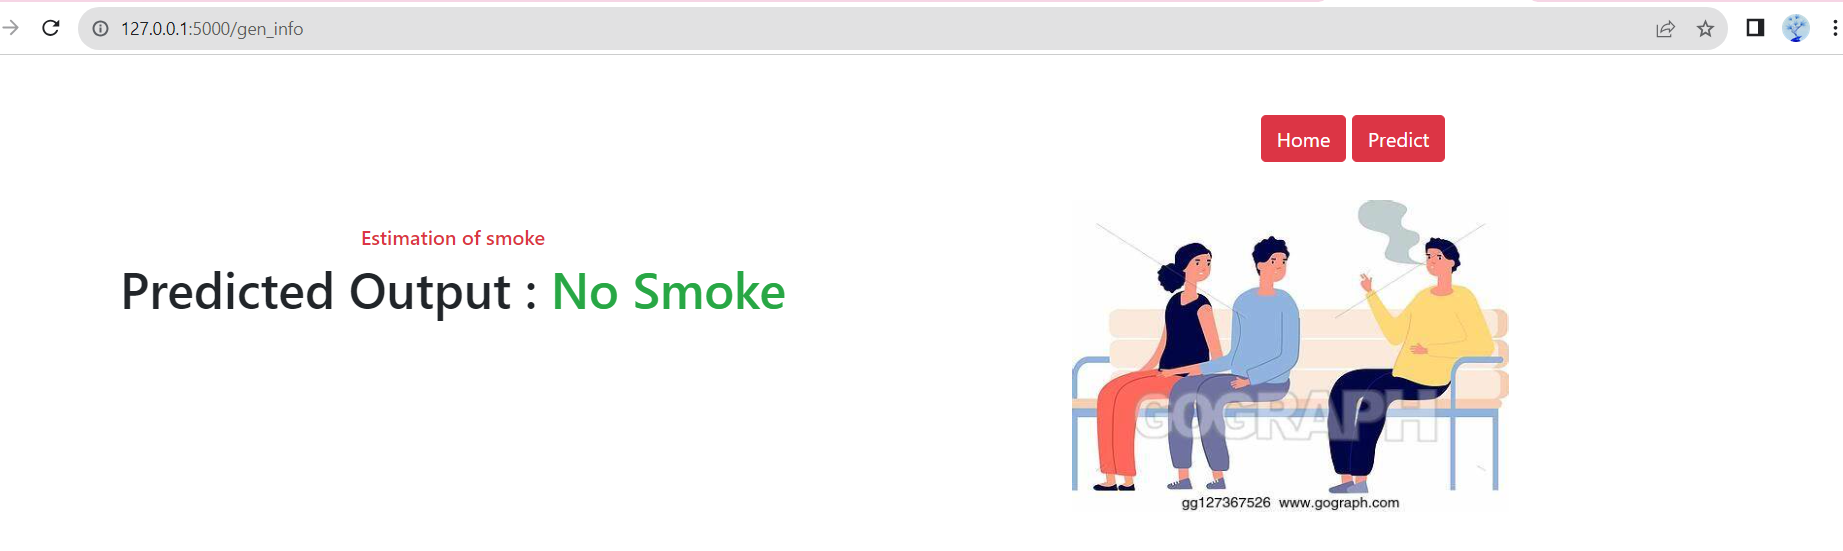 127.0.0.1:5000/gen_info
Home Predict
Estimation of smoke
Predicted Output : No Smoke
GOGRAPH
gg127367526 www.gograph.com